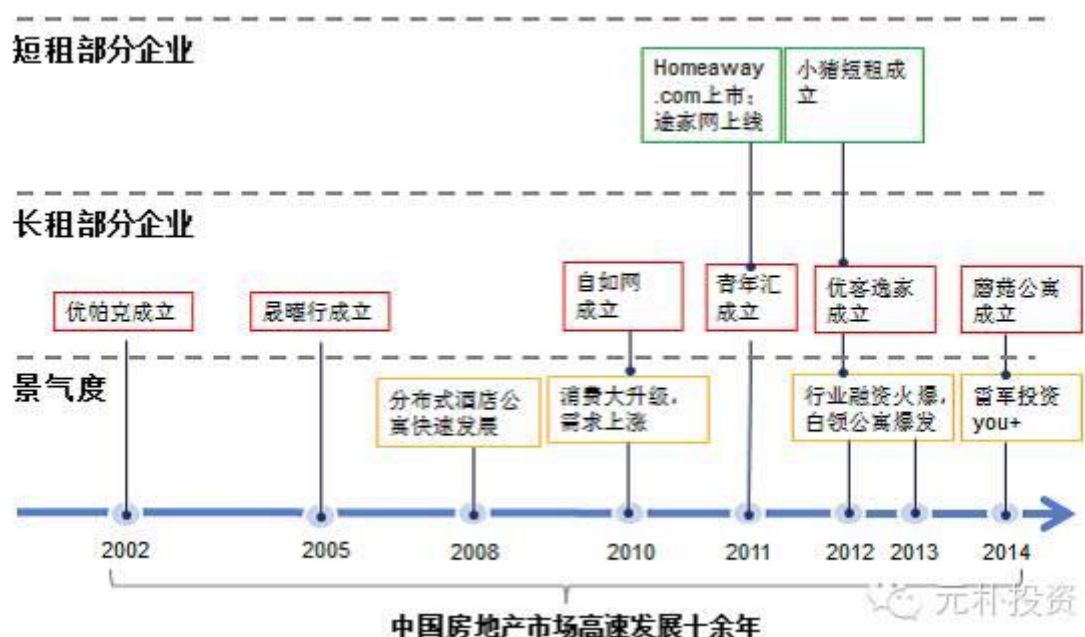 短租部分企业
Homeaway
.com上市；
途家网上线
小猪短租成
立
长租部分企业
优帕克成立
晟曜行成立
自如网
成立
青年汇
成立
优客逸家
成立
蘑菇公寓
成立
景气度
分布式酒店公
寓快速发展
消费大升级，
需求上涨
行业融资火爆，
白领公寓爆发
雷军投资
you+
2002
2005
2008
2010
2011
2012
2013
2014
中国房地产市场高速发展十余年
元朴投资